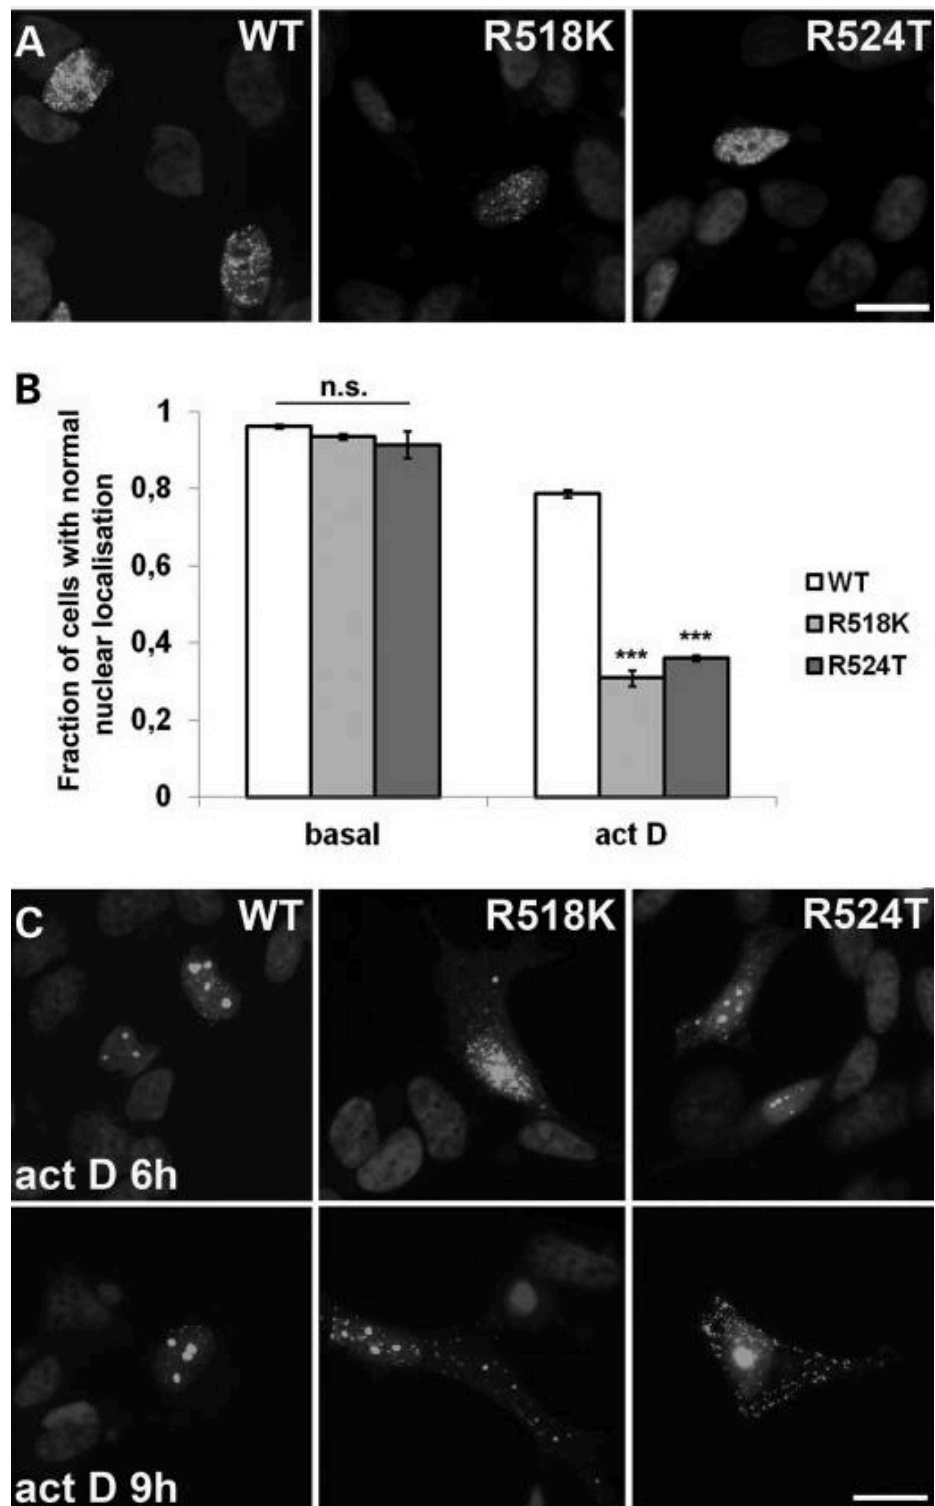 A WT R518K R524T
B
n.s.
Fraction of cells with normal
nuclear localisation
1
0,8
0,6
0,4
0,2
0
*** ***
basal act D
WT
R518K
R524T
C WT R518K R524T
act D 6h
act D 9h